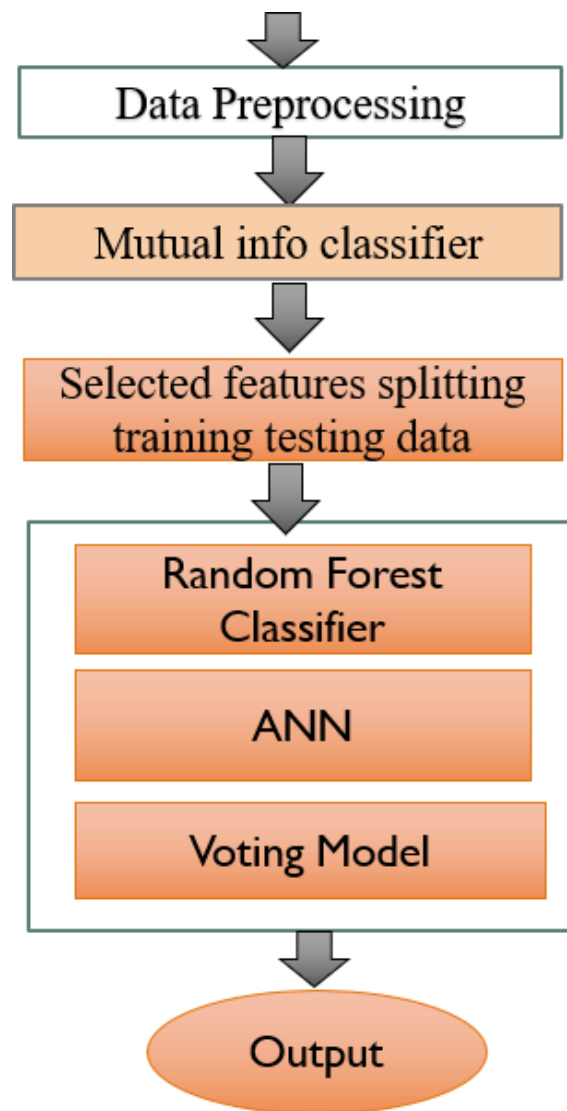 Data Preprocessing
Mutual info classifier
Selected features splitting
training testing data
Random Forest
Classifier
ANN
Voting Model
Output